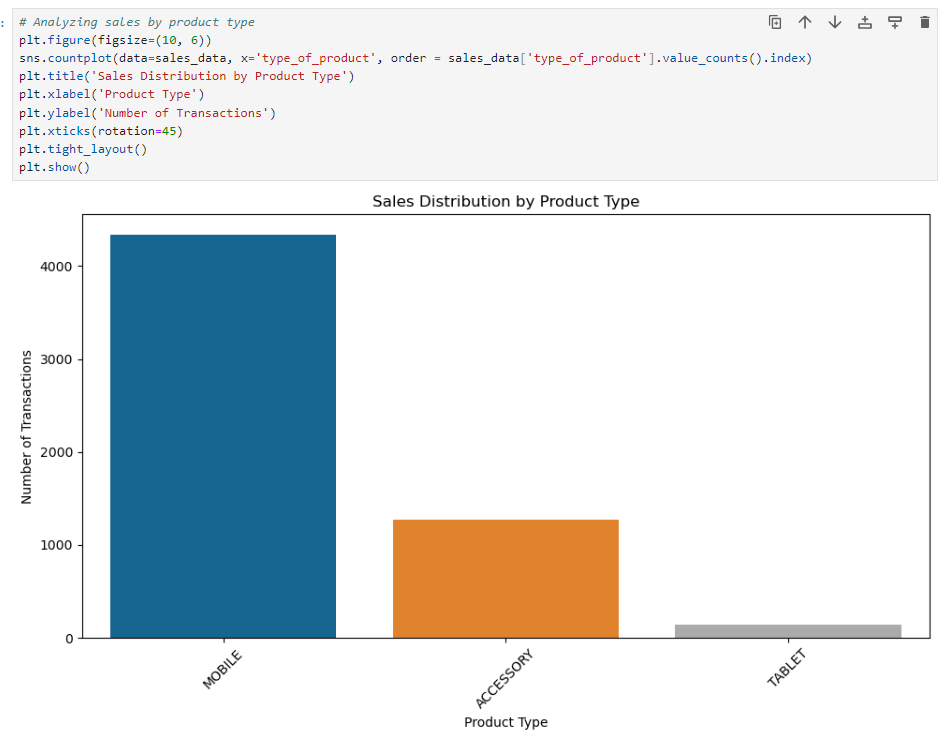 :
# Analyzing sales by product type
plt.figure(figsize=(10, 6))
sns.countplot(data=sales_data, x='type_of_product', order = sales_data['type_of_product'].value_counts().index)
plt.title('Sales Distribution by Product Type')
plt.xlabel('Product Type')
plt.ylabel('Number of Transactions')
plt.xticks(rotation=45)
plt.tight_layout()
plt.show()
Sales Distribution by Product Type
Number of Transactions
4000
3000
2000
1000
0
MOBILE
ACCESSORY
TABLET
Product Type